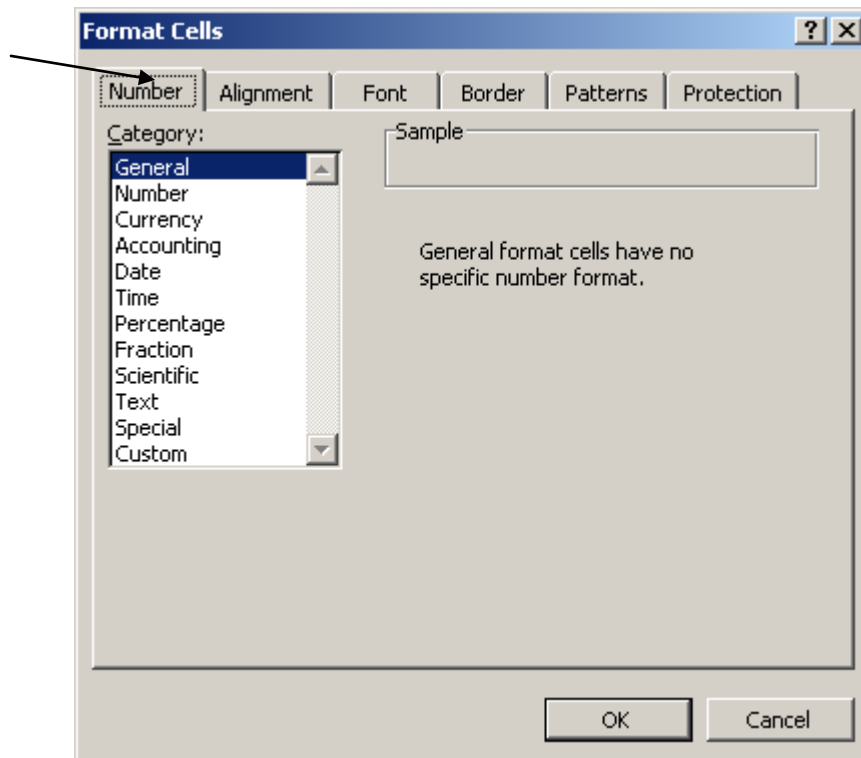 Format Cells
Number Alignment Font Border Patterns Protection
Category:
General
Number
Currency
Accounting
Date
Time
Percentage
Fraction
Scientific
Text
Special
Custom
Sample
General format cells have no
specific number format.
OK Cancel